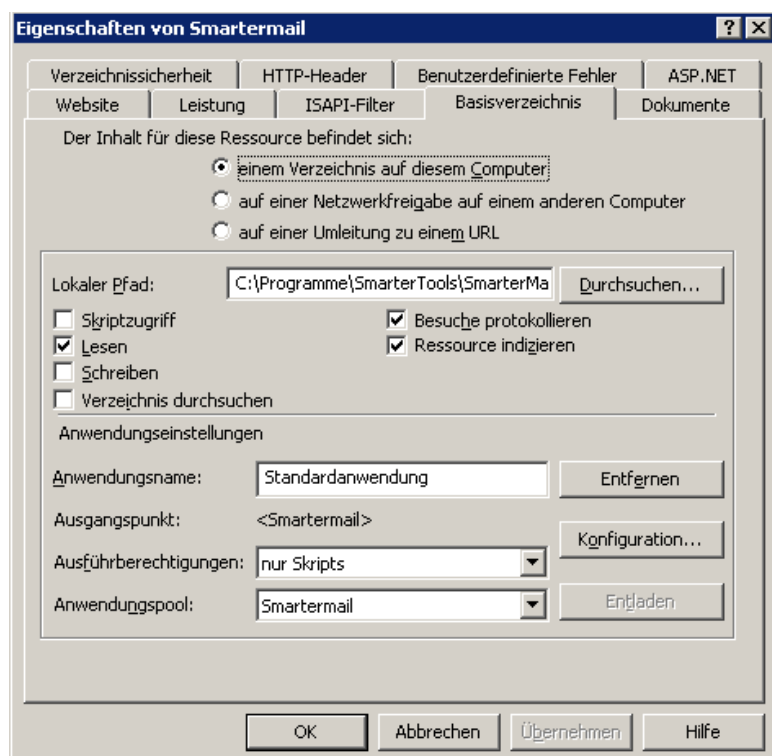 Eigenschaften von Smartermail
Verzeichnissicherheit HTTP-Header Benutzerdefinierte Fehler ASP.NET
Website Leistung ISAPI-Filter Basisverzeichnis Dokumente
Der Inhalt für diese Ressource befindet sich:
einem Verzeichnis auf diesem Computer
auf einer Netzwerkfreigabe auf einem anderen Computer
auf einer Umleitung zu einem URL
Lokaler Pfad: C:\Programme\SmarterTools\SmarterMa Durchsuchen...
Skriptzugriff Besuche protokollieren
Lesen Ressource indizieren
Schreiben
Verzeichnis durchsuchen
Anwendungseinstellungen
Anwendungsname: Standardanwendung Entfernen
Ausgangspunkt: <Smartermail>
Konfiguration...
Ausführberechtigungen: nur Skripts
Anwendungspool: Smartermail Entladen
OK Abbrechen Übernehmen Hilfe